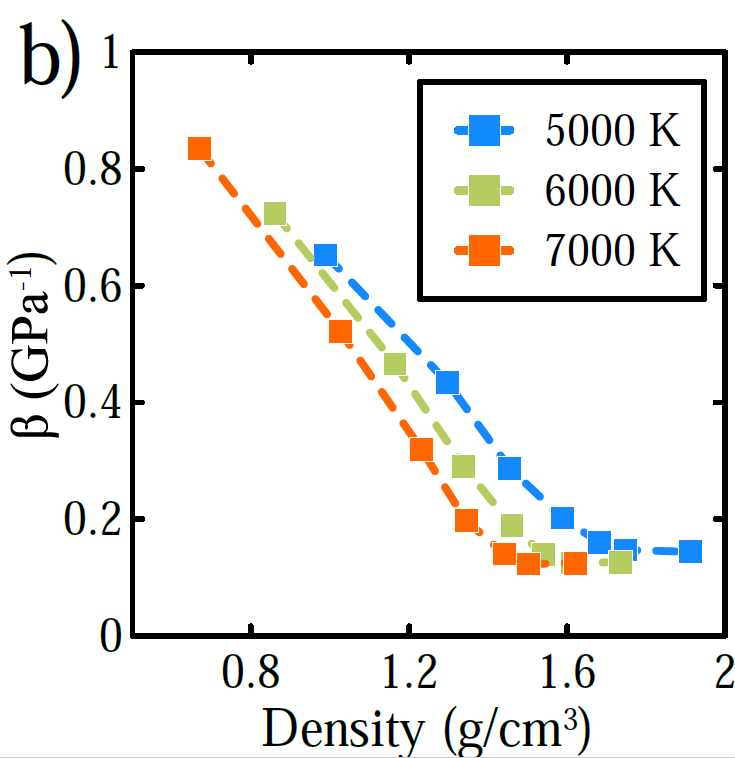 b)
1
0.8
0.6
0.4
0.2
0
β (GPa⁻¹)
5000 K
6000 K
7000 K
0.8 1.2 1.6 2
Density (g/cm³)